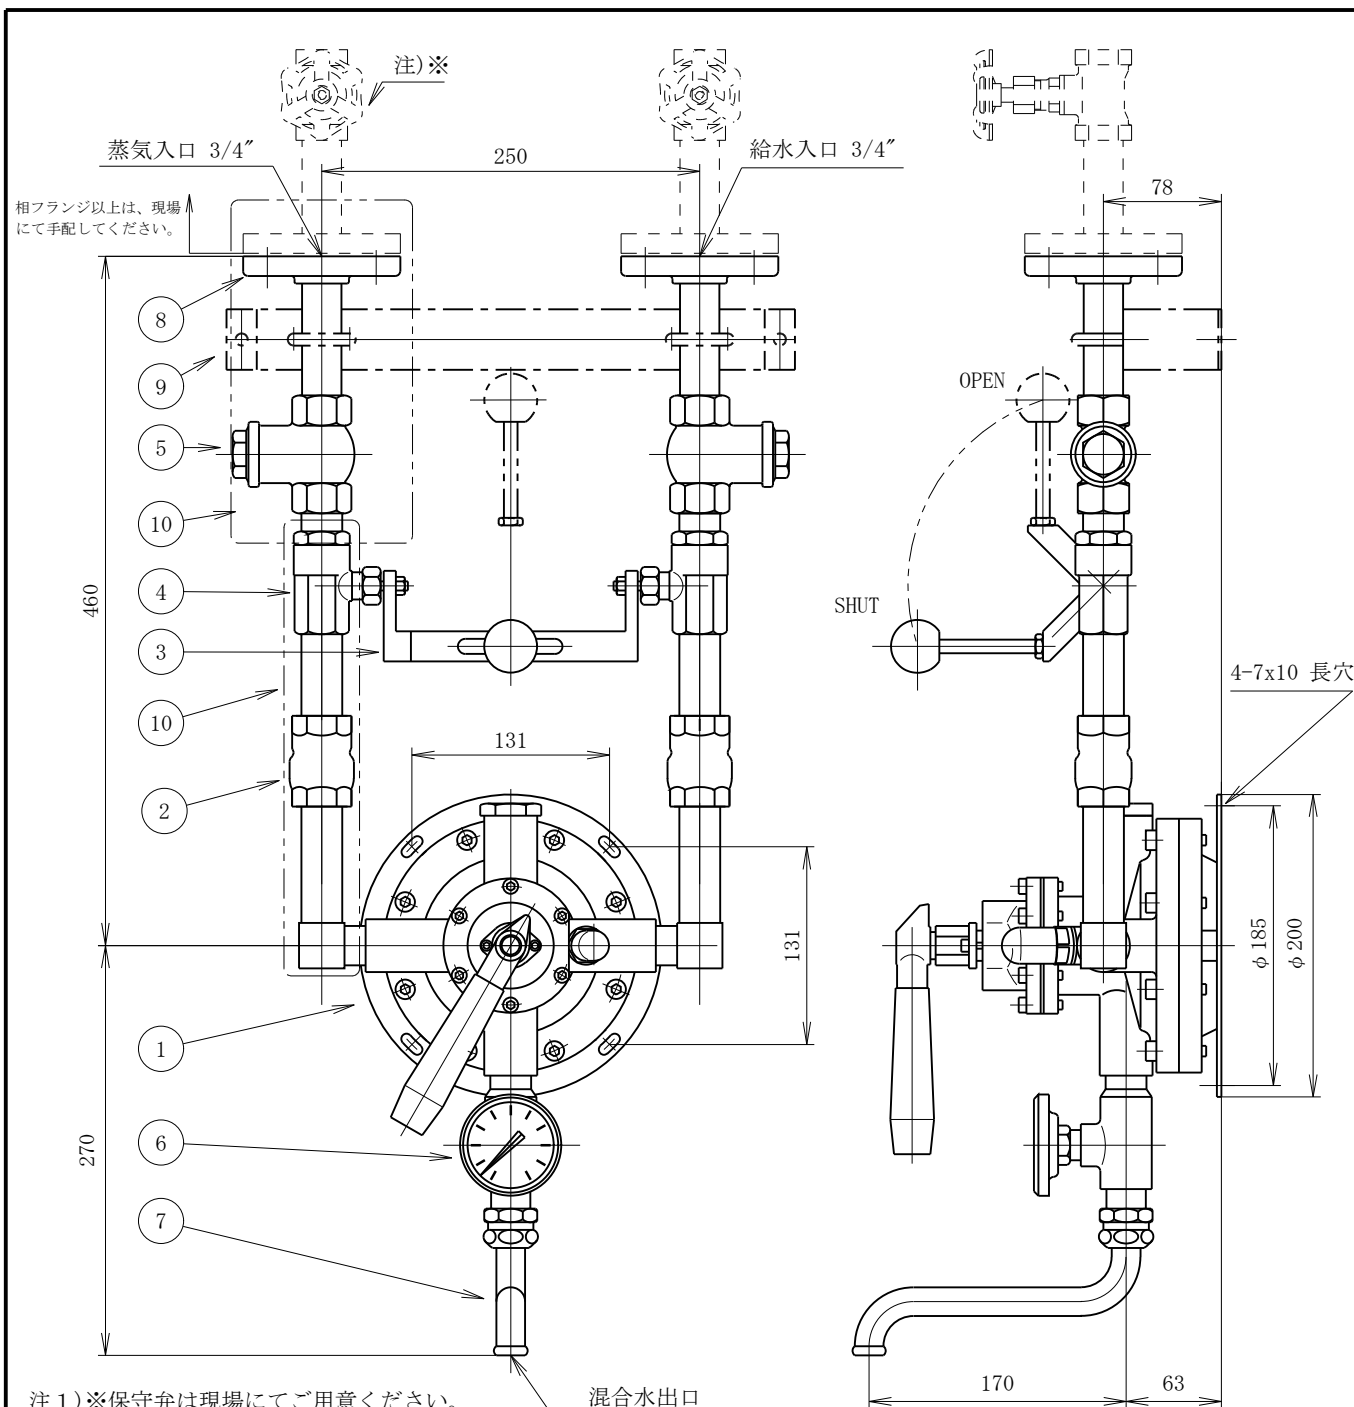 注)※
蒸気入口 3/4″
250
給水入口 3/4″
78
相フランジ以上は、現場
にて手配してください。
8
9
OPEN
5
10
4
460
SHUT
3
4-7x10 長穴
10
131
2
131
φ185
φ200
1
6
270
7
170
63
注1)※保守弁は現場にてご用意ください。
混合水出口